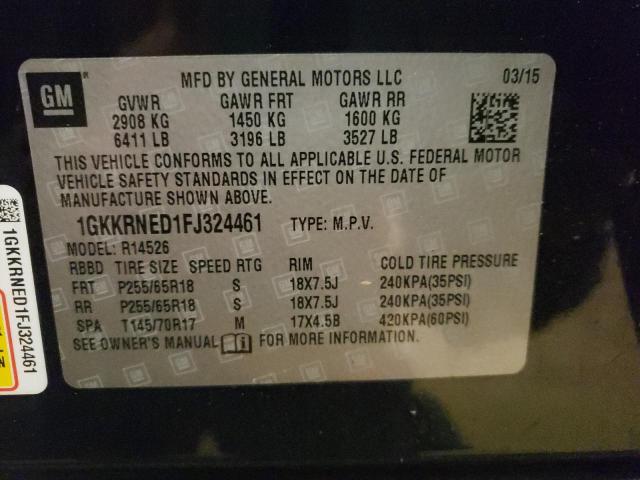 GM
MFD BY GENERAL MOTORS LLC 03/15
GVWR GAWR FRT GAWR RR
2908 KG 1450 KG 1600 KG
6411 LB 3196 LB 3527 LB
THIS VEHICLE CONFORMS TO ALL APPLICABLE U.S. FEDERAL MOTOR
VEHICLE SAFETY STANDARDS IN EFFECT ON THE DATE OF
MANUFACTURE SHOWN ABOVE.
1GKKRNED1FJ324461 TYPE: M.P.V.
MODEL: R14526
RBBD TIRE SIZE SPEED RTG RIM COLD TIRE PRESSURE
FRT P255/65R18 S 18X7.5J 240KPA(35PSI)
RR P255/65R18 S 18X7.5J 240KPA(35PSI)
SPA T145/70R17 M 17X4.5B 420KPA(60PSI)
SEE OWNER'S MANUAL FOR MORE INFORMATION.
1GKKRNED1FJ324461